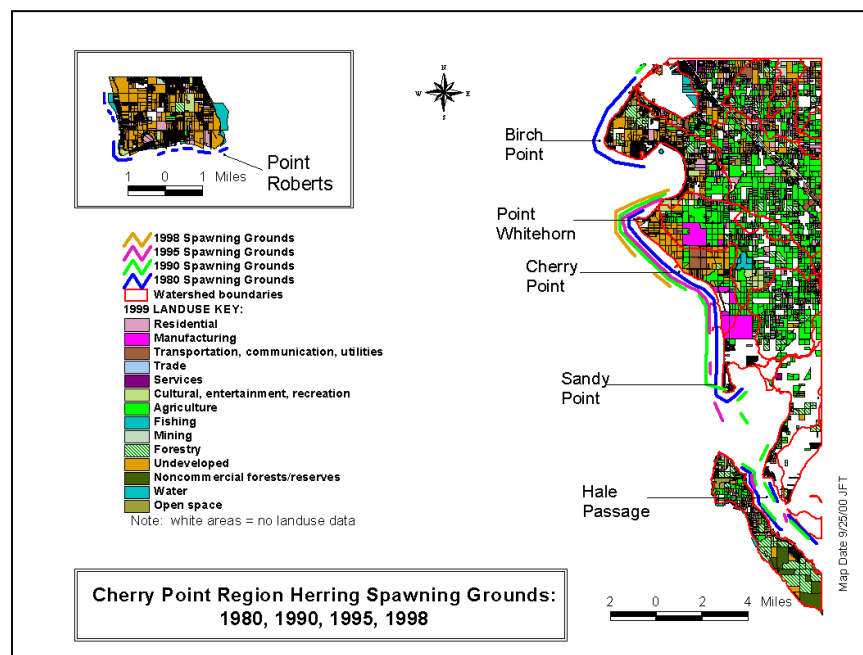 Point
Roberts
1 0 1 Miles
N
W E
S
Birch
Point
Point
Whitehorn
Cherry
Point
Sandy
Point
Hale
Passage
1998 Spawning Grounds
1995 Spawning Grounds
1990 Spawning Grounds
1980 Spawning Grounds
Watershed boundaries
1999 LANDUSE KEY:
Residential
Manufacturing
Transportation, communication, utilities
Trade
Services
Cultural, entertainment, recreation
Agriculture
Fishing
Mining
Forestry
Undeveloped
Noncommercial forests/reserves
Water
Open space
Note: white areas = no landuse data
Cherry Point Region Herring Spawning Grounds:
1980, 1990, 1995, 1998
2 0 2 4 Miles
Map Date 9/25/00 JFT